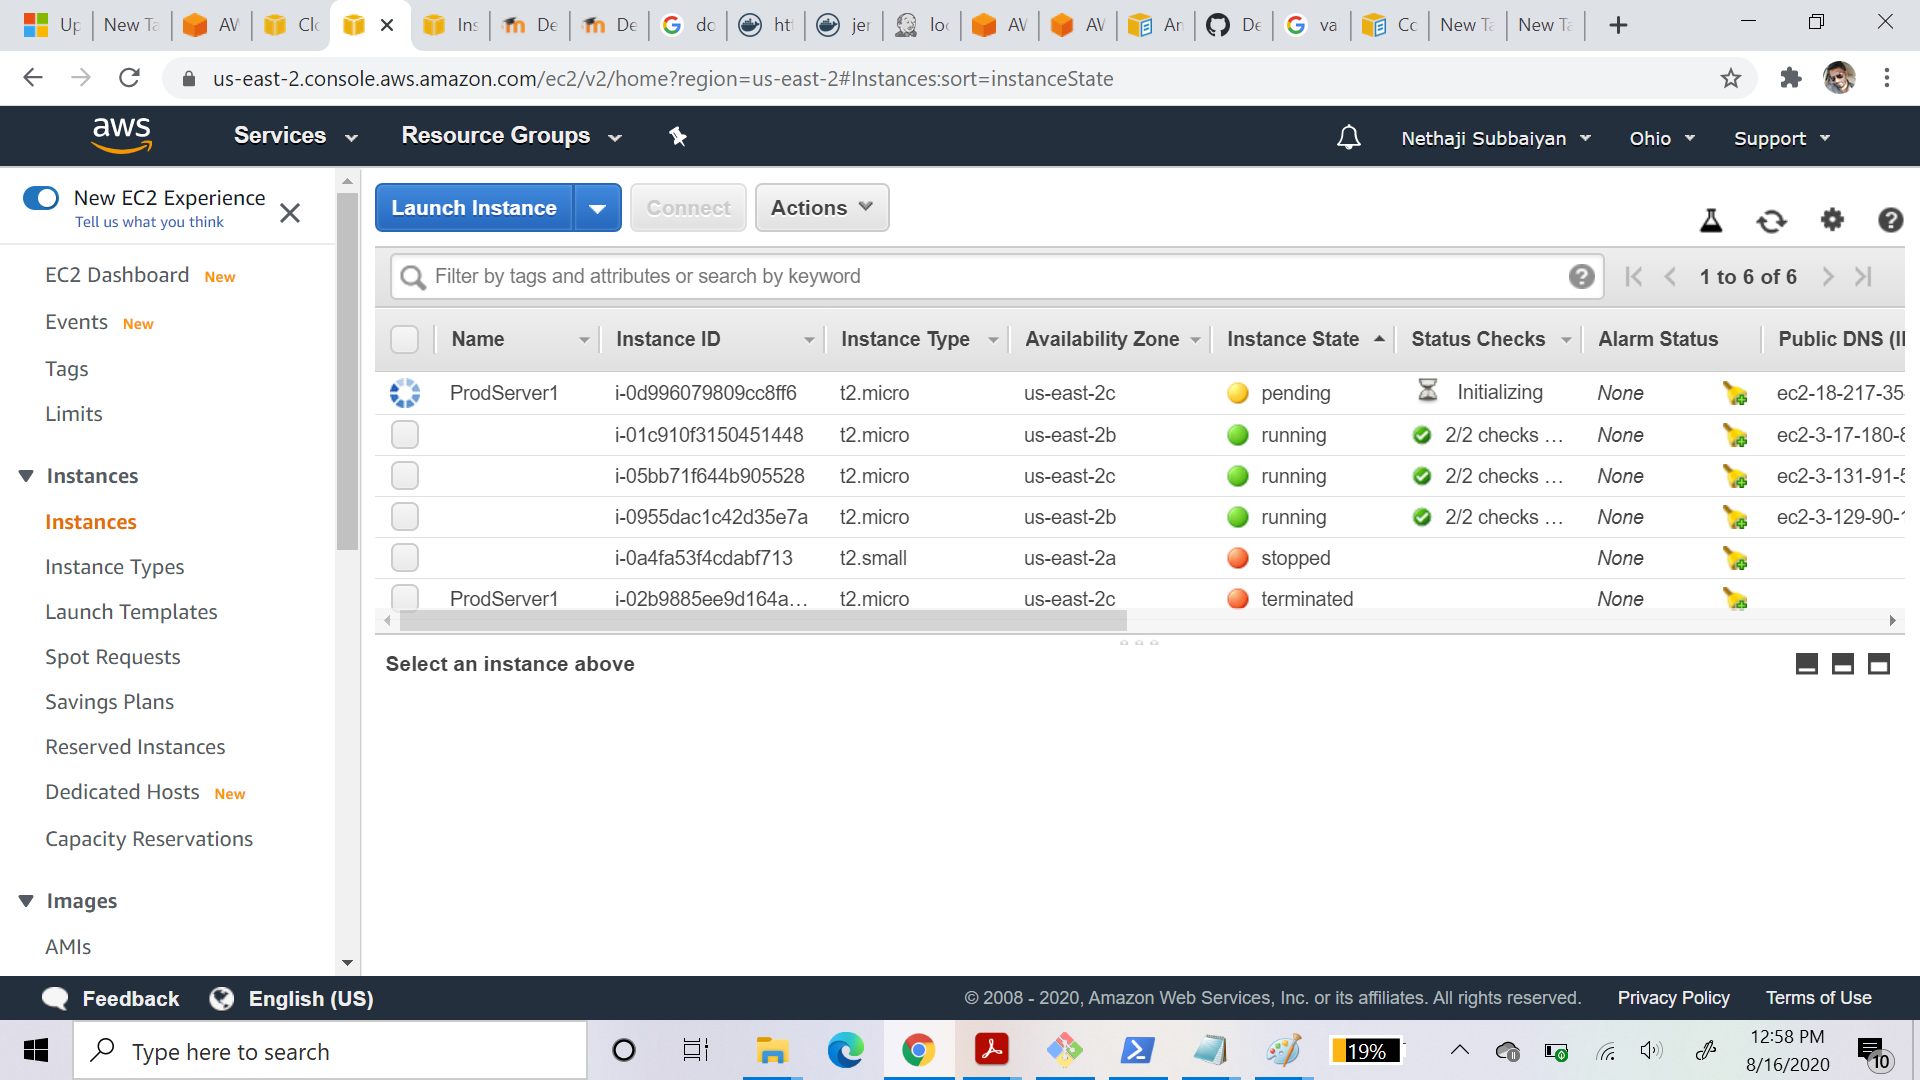 Up
New Ta
AW
Clo
Ins
De
De
do
htt
jen
loc
AW
AW
An
De
va
Co
New Ta
New Ta
us-east-2.console.aws.amazon.com/ec2/v2/home?region=us-east-2#Instances:sort=instanceState
aws
Services
Resource Groups
Nethaji Subbaiyan
Ohio
Support
New EC2 Experience
Tell us what you think
EC2 Dashboard New
Events New
Tags
Limits
Instances
Instances
Instance Types
Launch Templates
Spot Requests
Savings Plans
Reserved Instances
Dedicated Hosts New
Capacity Reservations
Images
AMIs
Launch Instance
Connect
Actions
Filter by tags and attributes or search by keyword
1 to 6 of 6
Name Instance ID Instance Type Availability Zone Instance State Status Checks Alarm Status Public DNS (I
ProdServer1 i-0d996079809cc8ff6 t2.micro us-east-2c pending Initializing None ec2-18-217-35
i-01c910f3150451448 t2.micro us-east-2b running 2/2 checks … None ec2-3-17-180-8
i-05bb71f644b905528 t2.micro us-east-2c running 2/2 checks … None ec2-3-131-91-5
i-0955dac1c42d35e7a t2.micro us-east-2b running 2/2 checks … None ec2-3-129-90-1
i-0a4fa53f4cdabf713 t2.small us-east-2a stopped None
ProdServer1 i-02b9885ee9d164a… t2.micro us-east-2c terminated None
Select an instance above
Feedback
English (US)
© 2008 - 2020, Amazon Web Services, Inc. or its affiliates. All rights reserved.
Privacy Policy
Terms of Use
Type here to search
19%
12:58 PM
8/16/2020
10